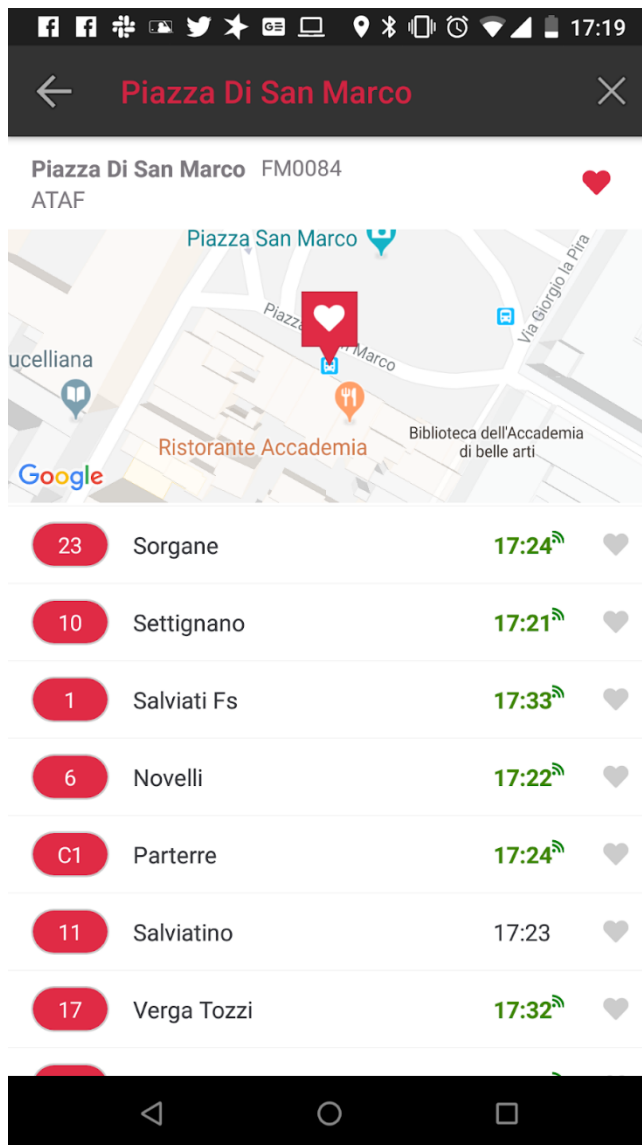 GE 17:19
Piazza Di San Marco
Piazza Di San Marco FM0084
ATAF
Piazza San Marco
Via Giorgio la Pira
Marco
ucelliana
Ristorante Accademia
Biblioteca dell'Accademia
di belle arti
Google
23 Sorgane 17:24
10 Settignano 17:21
1 Salviati Fs 17:33
6 Novelli 17:22
C1 Parterre 17:24
11 Salviatino 17:23
17 Verga Tozzi 17:32